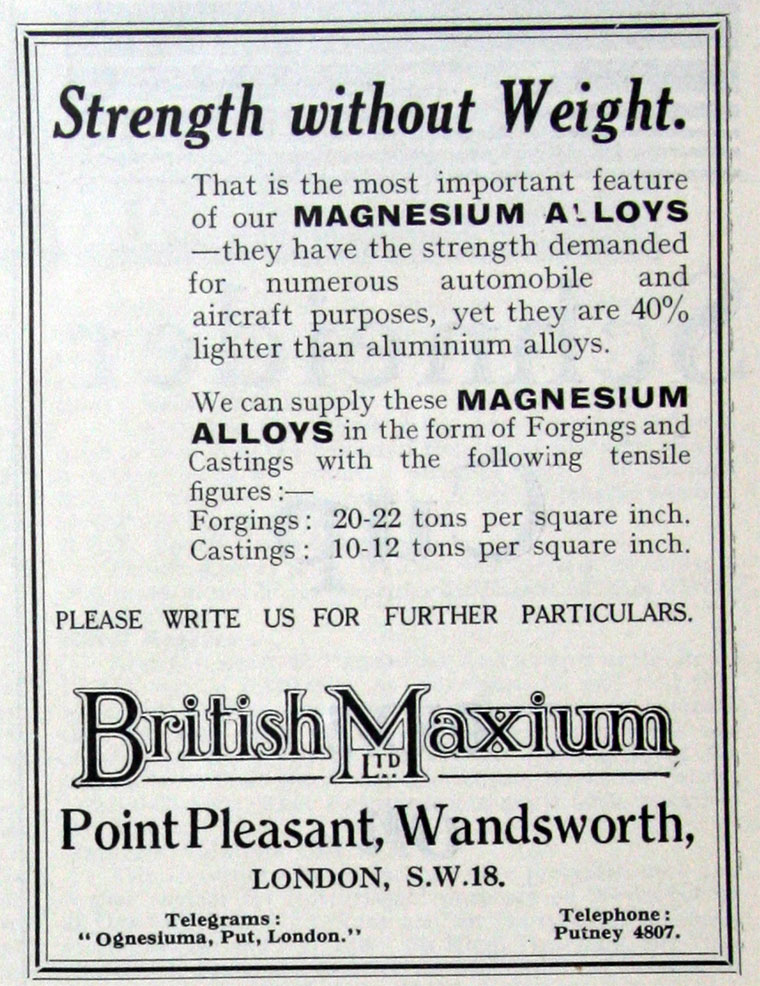 Strength without Weight.
That is the most important feature
of our MAGNESIUM ALLOYS
—they have the strength demanded
for numerous automobile and
aircraft purposes, yet they are 40%
lighter than aluminium alloys.
We can supply these MAGNESIUM
ALLOYS in the form of Forgings and
Castings with the following tensile
figures :—
Forgings : 20-22 tons per square inch.
Castings : 10-12 tons per square inch.
PLEASE WRITE US FOR FURTHER PARTICULARS.
British Maxium
LTD
Point Pleasant, Wandsworth,
LONDON, S.W.18.
Telegrams :
"Ognesiuma, Put, London."
Telephone :
Putney 4807.